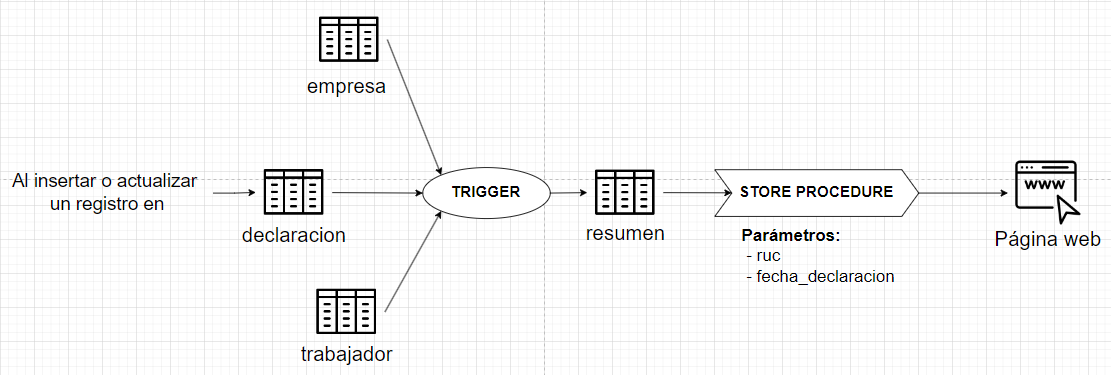 empresa
Al insertar o actualizar
un registro en
declaracion
TRIGGER
resumen
STORE PROCEDURE
Parámetros:
- ruc
- fecha_declaracion
WWW
Página web
trabajador